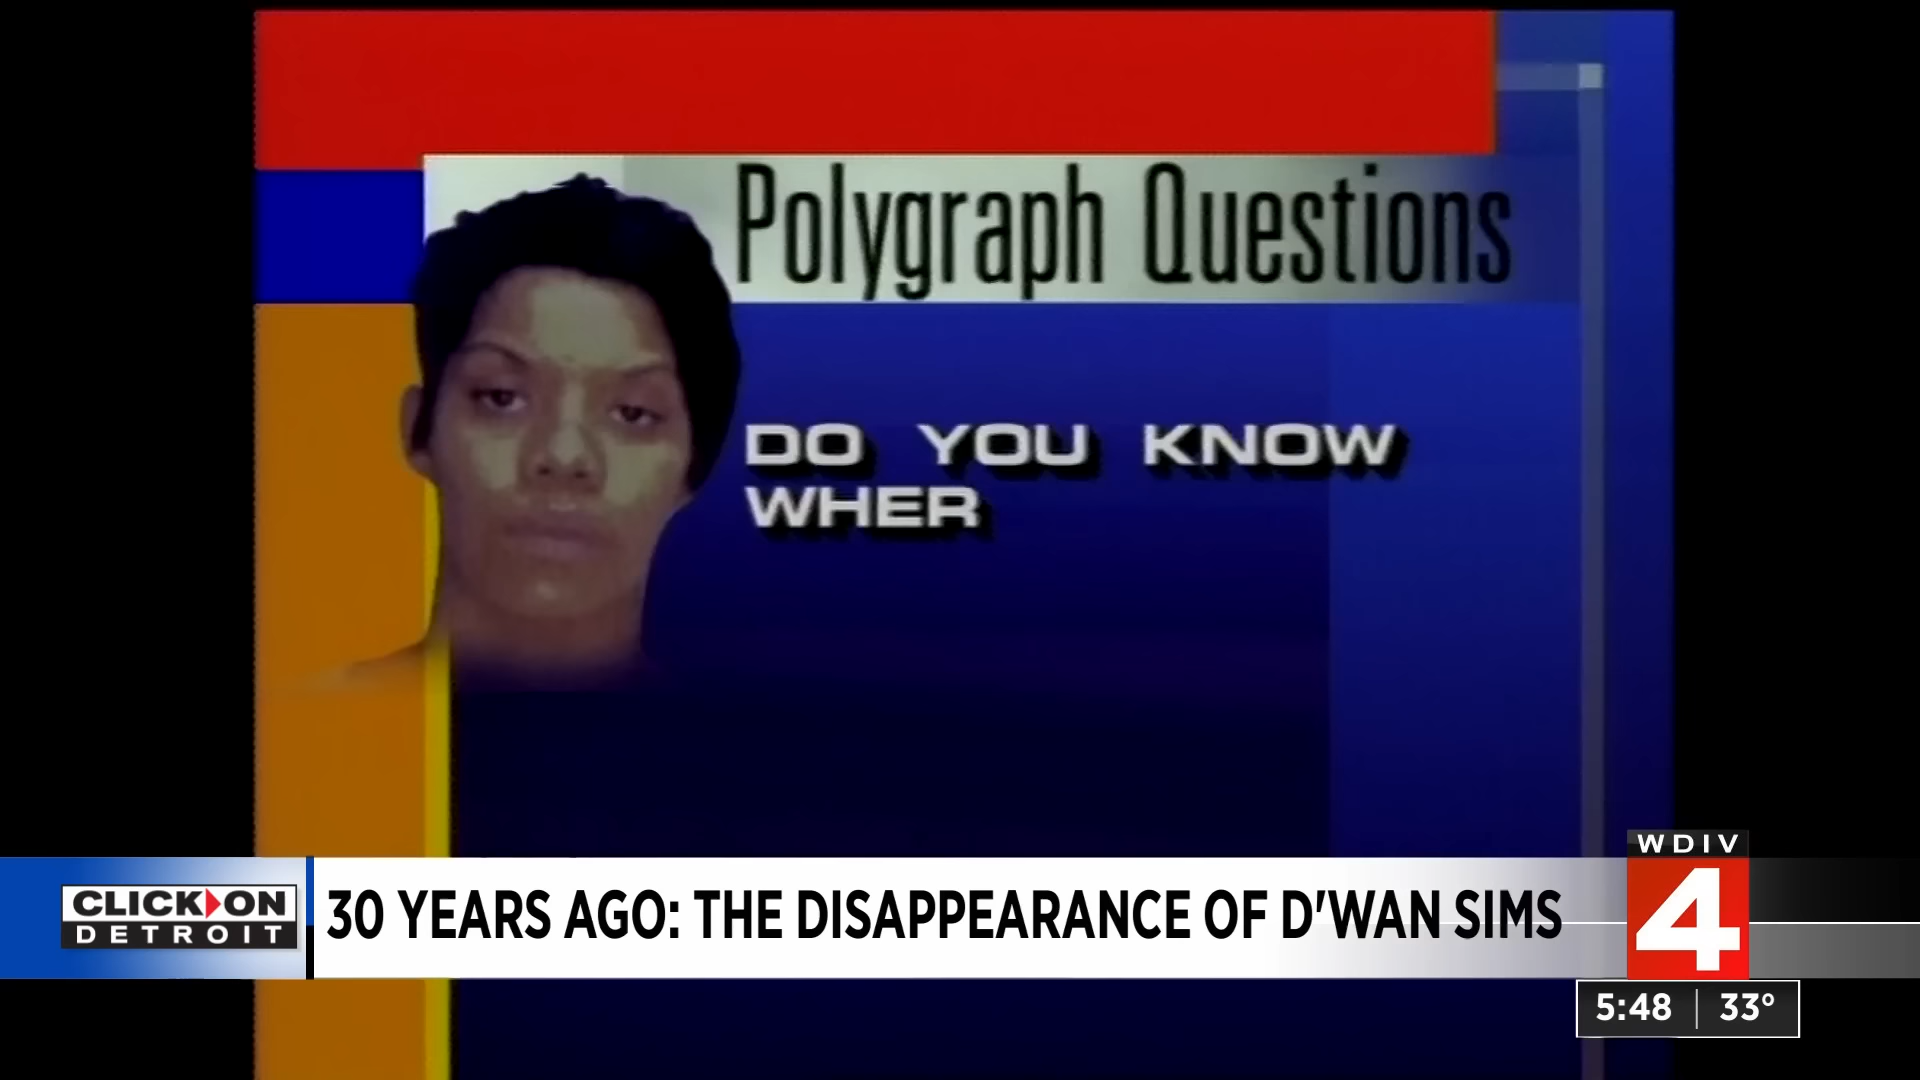 Polygraph Questions
DO YOU KNOW
WHER
WDIV
4
CLICK ON
DETROIT
30 YEARS AGO: THE DISAPPEARANCE OF D'WAN SIMS
5:48 33°